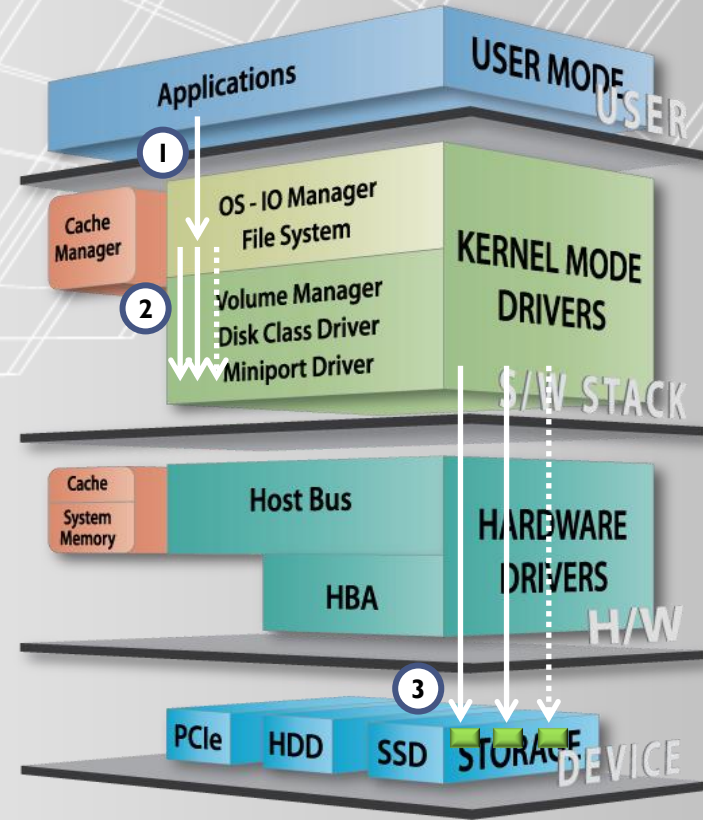 Applications
USER MODE
USER
1
Cache
Manager
OS - IO Manager
File System
KERNEL MODE
DRIVERS
2
Volume Manager
Disk Class Driver
Miniport Driver
S/W STACK
Cache
System
Memory
Host Bus
HARDWARE
DRIVERS
HBA
H/W
3
PCIe
HDD
SSD
STORAGE
DEVICE